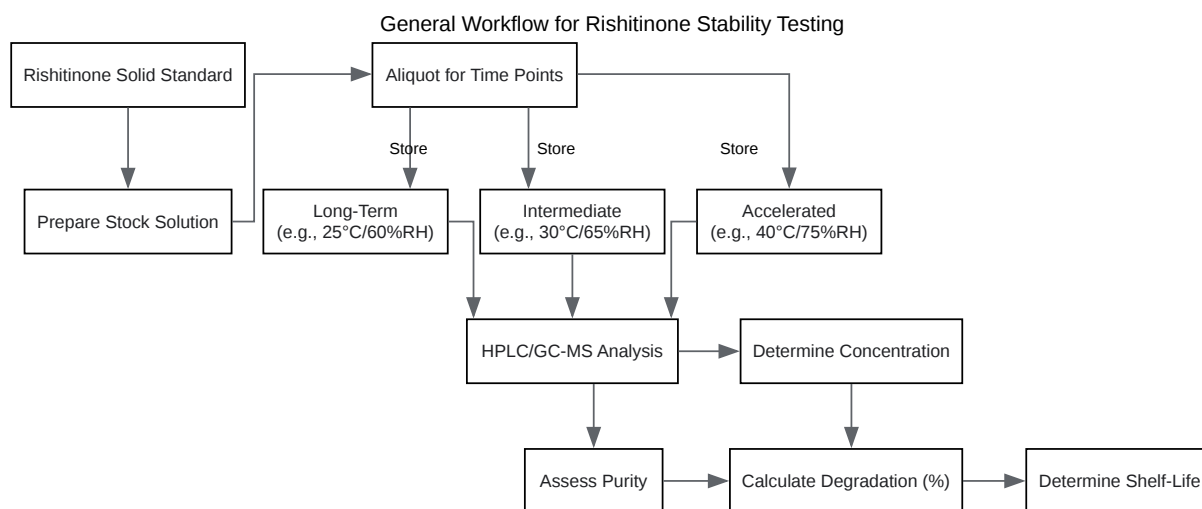 General Workflow for Rishitinone Stability Testing
Rishitinone Solid Standard
Aliquot for Time Points
Store
Store
Store
Prepare Stock Solution
Long-Term
(e.g., 25°C/60%RH)
Intermediate
(e.g., 30°C/65%RH)
Accelerated
(e.g., 40°C/75%RH)
HPLC/GC-MS Analysis
Determine Concentration
Assess Purity
Calculate Degradation (%)
Determine Shelf-Life